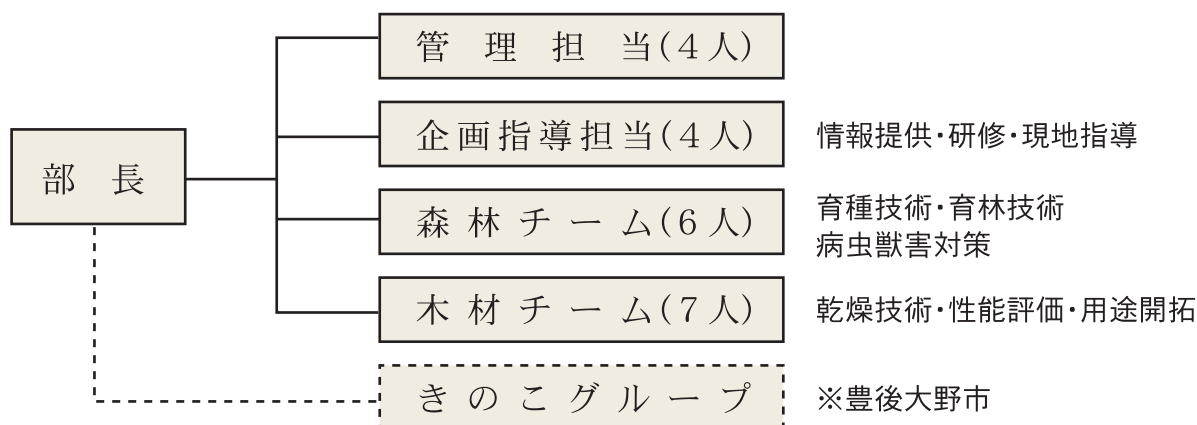 部長
管理担当(4人)
企画指導担当(4人)
情報提供・研修・現地指導
森林チーム(6人)
育種技術・育林技術
病虫獣害対策
木材チーム(7人)
乾燥技術・性能評価・用途開拓
きのこグループ
※豊後大野市